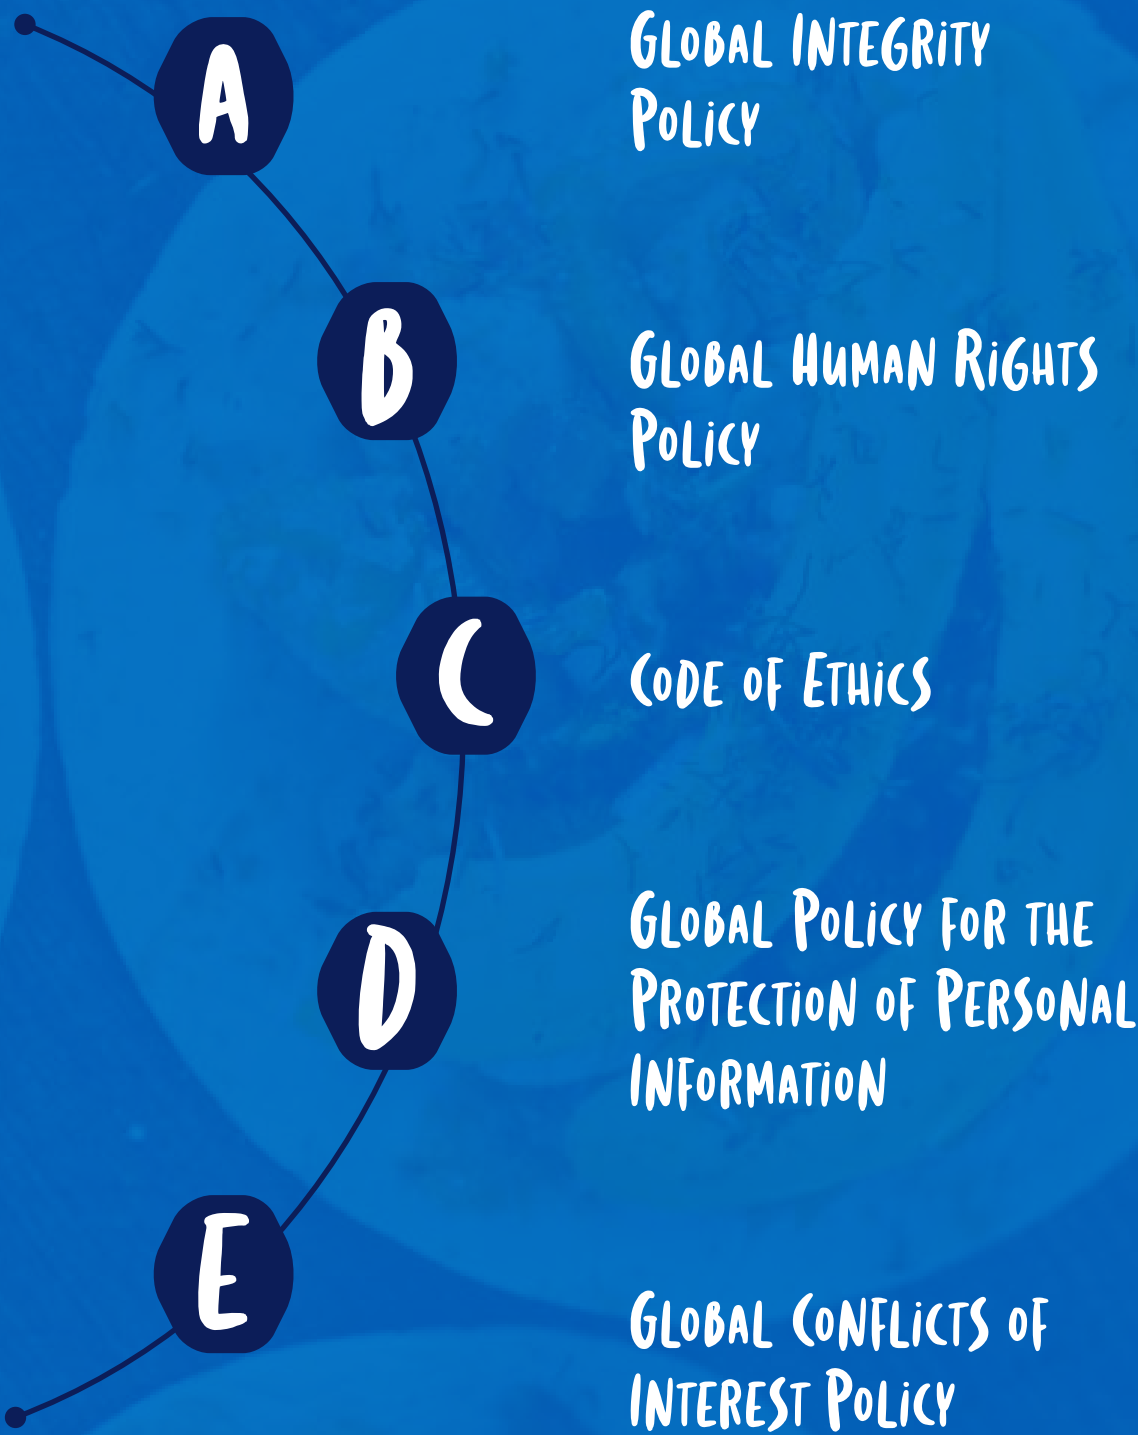 A
Global Integrity
Policy
B
Global Human Rights
Policy
C
Code of Ethics
D
Global Policy for the
Protection of Personal
Information
E
Global Conflicts of
Interest Policy